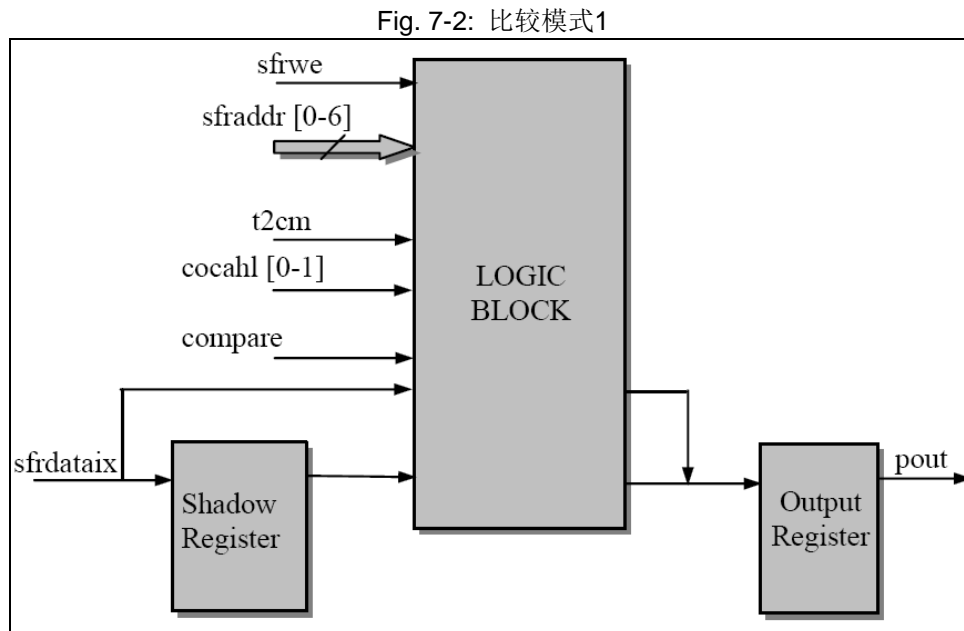 Fig. 7-2: 比较模式1
sfrwe
sfraddr [0-6]
t2cm
cocahl [0-1]
compare
LOGIC
BLOCK
sfrdataix
Shadow
Register
Output
Register
pout